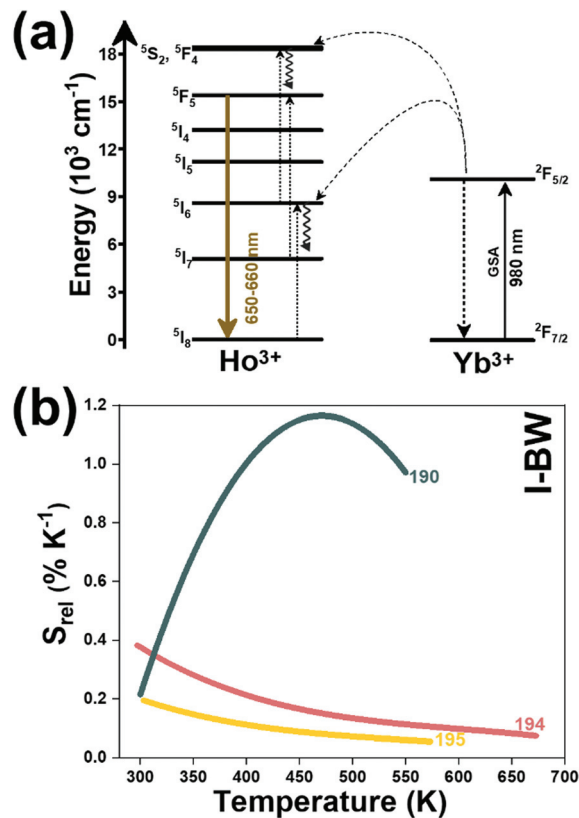 (a)
Energy (10³ cm⁻¹)
18
15
12
9
6
3
0
⁵S₂, ⁵F₄
⁵F₅
⁵I₄
⁵I₅
⁵I₆
⁵I₇
⁵I₈
650-660 nm
Ho³⁺
²F₅/₂
GSA
980 nm
²F₇/₂
Yb³⁺
(b)
S_rel (% K⁻¹)
1.2
1.0
0.8
0.6
0.4
0.2
0.0
I-BW
190
194
195
300 350 400 450 500 550 600 650 700
Temperature (K)